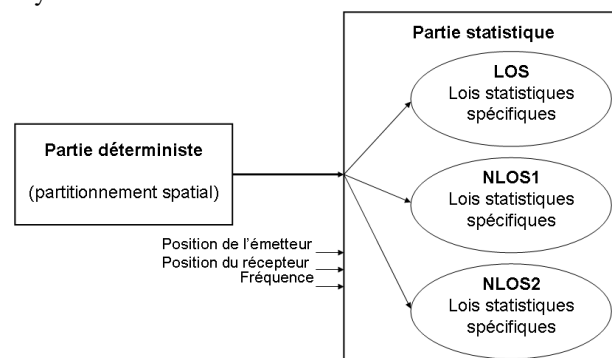 Partie statistique
LOS
Lois statistiques
spécifiques
Partie déterministe
(partitionnement spatial)
NLOS1
Lois statistiques
spécifiques
Position de l'émetteur
Position du récepteur
Fréquence
NLOS2
Lois statistiques
spécifiques